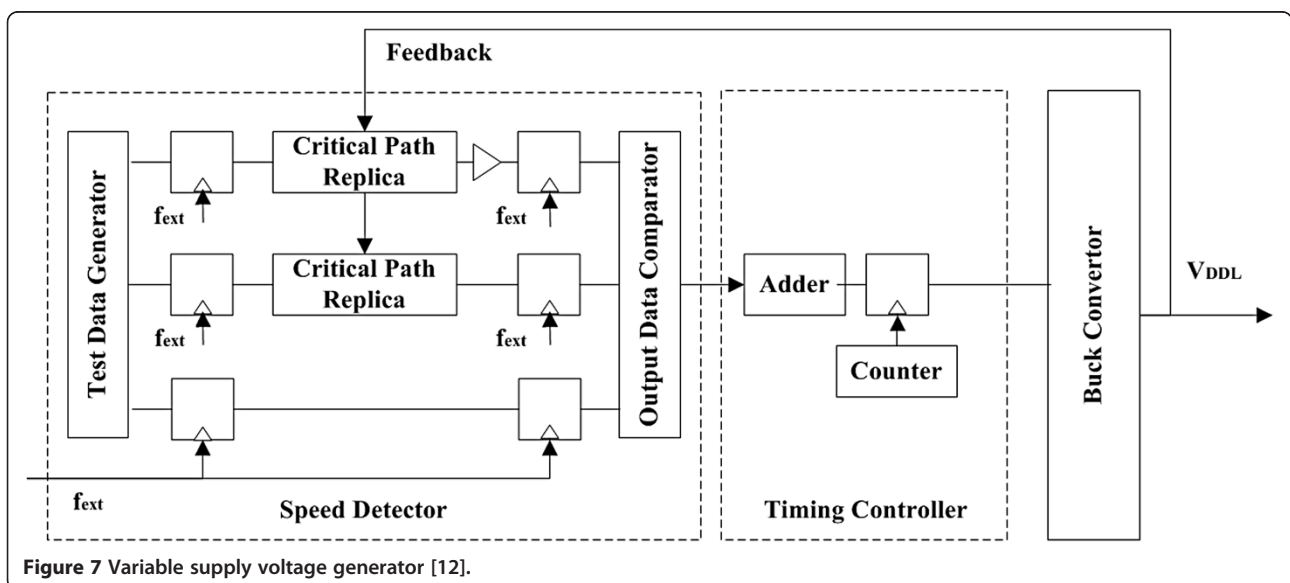 Feedback
Test Data Generator
Critical Path
Replica
fext
fext
Critical Path
Replica
fext
fext
fext
Output Data Comparator
Speed Detector
Adder
Counter
Timing Controller
Buck Convertor
VDDL
Figure 7 Variable supply voltage generator [12].